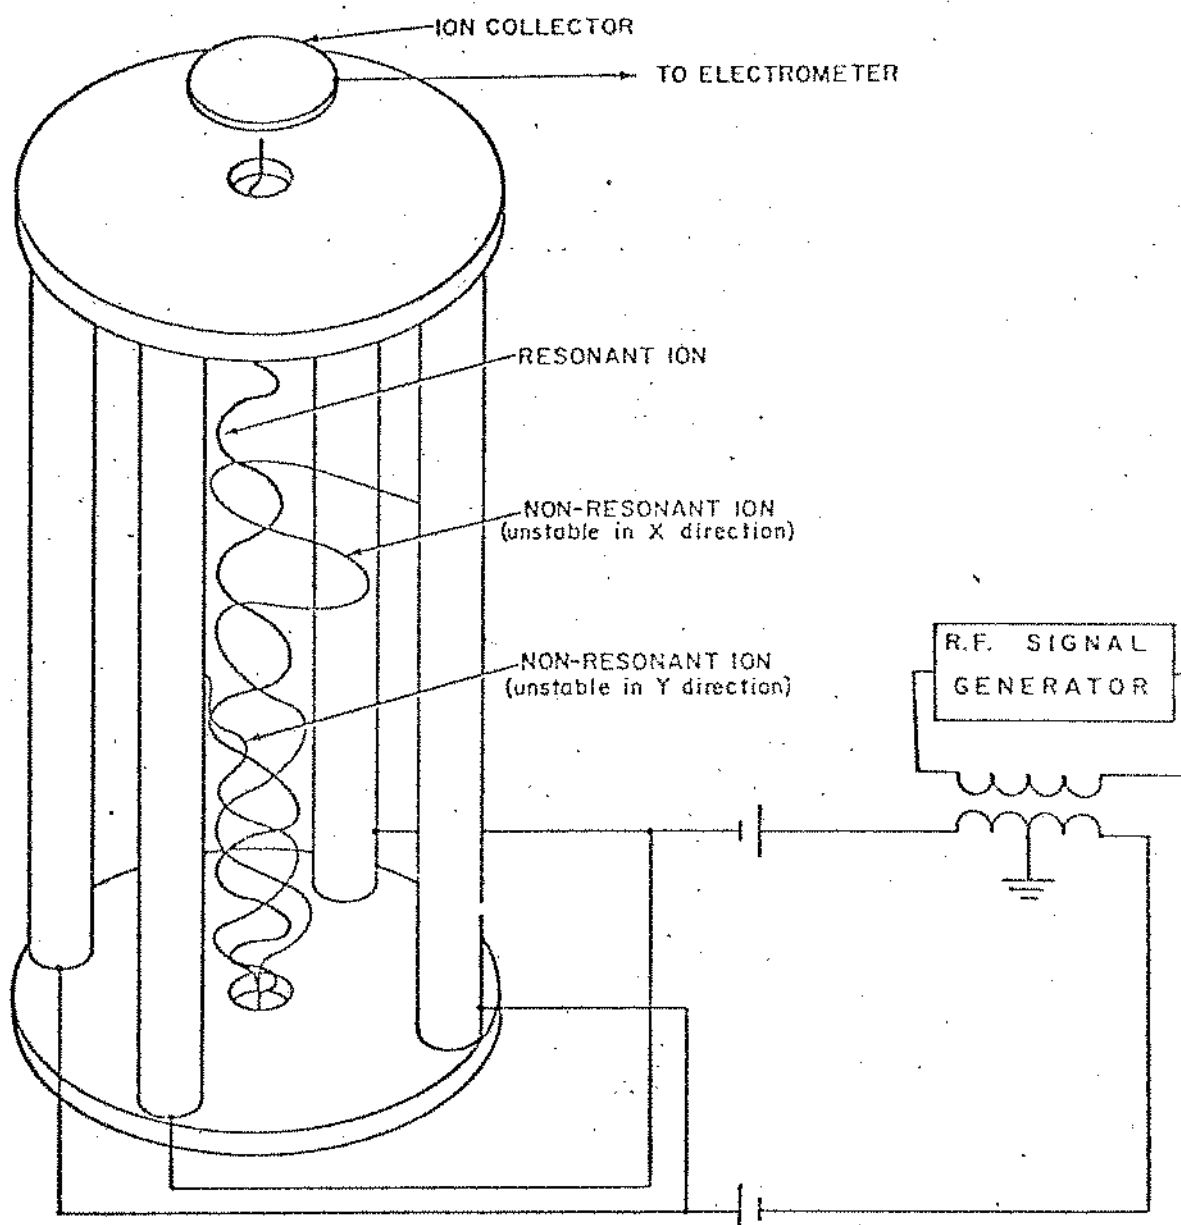 ION COLLECTOR
TO ELECTROMETER
RESONANT ION
NON-RESONANT ION
(unstable in X direction)
NON-RESONANT ION
(unstable in Y direction)
R.F. SIGNAL
GENERATOR